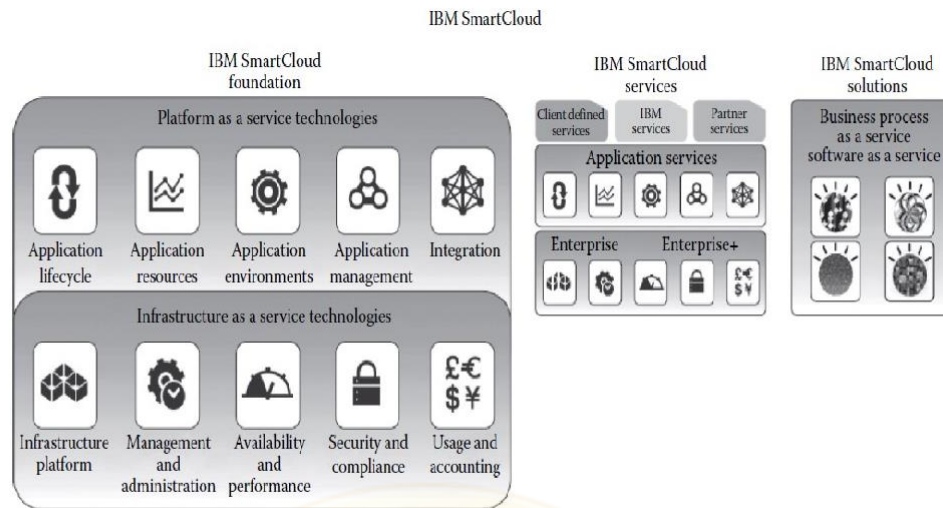 IBM SmartCloud
IBM SmartCloud
foundation
Platform as a service technologies
Application
lifecycle
Application
resources
Application
environments
Application
management
Integration
Infrastructure as a service technologies
£€
$¥
Infrastructure
platform
Management
and
administration
Availability
and
performance
Security and
compliance
Usage and
accounting
IBM SmartCloud
services
Client defined
services
IBM
services
Partner
services
Application services
Enterprise
Enterprise+
£€
$¥
IBM SmartCloud
solutions
Business process
as a service
software as a service